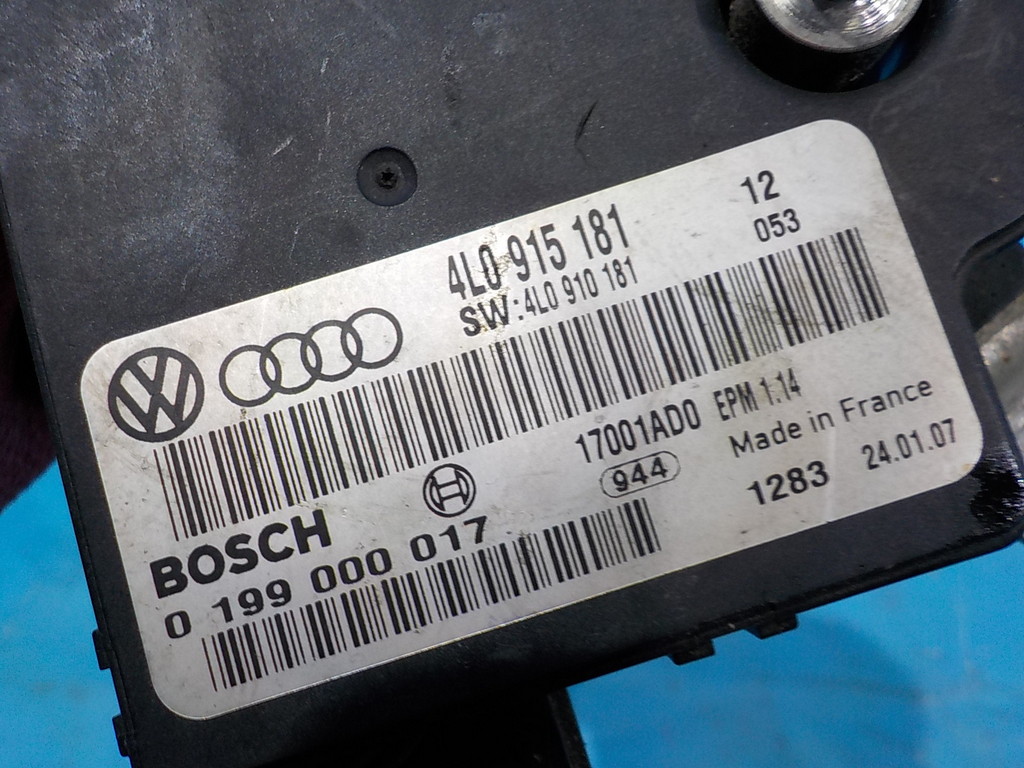 4L0 915 181 12
SW:4L0 910 181 053
VW
17001AD0 EPM 1:14
944 Made in France
BOSCH 1283 24.01.07
0 199 000 017